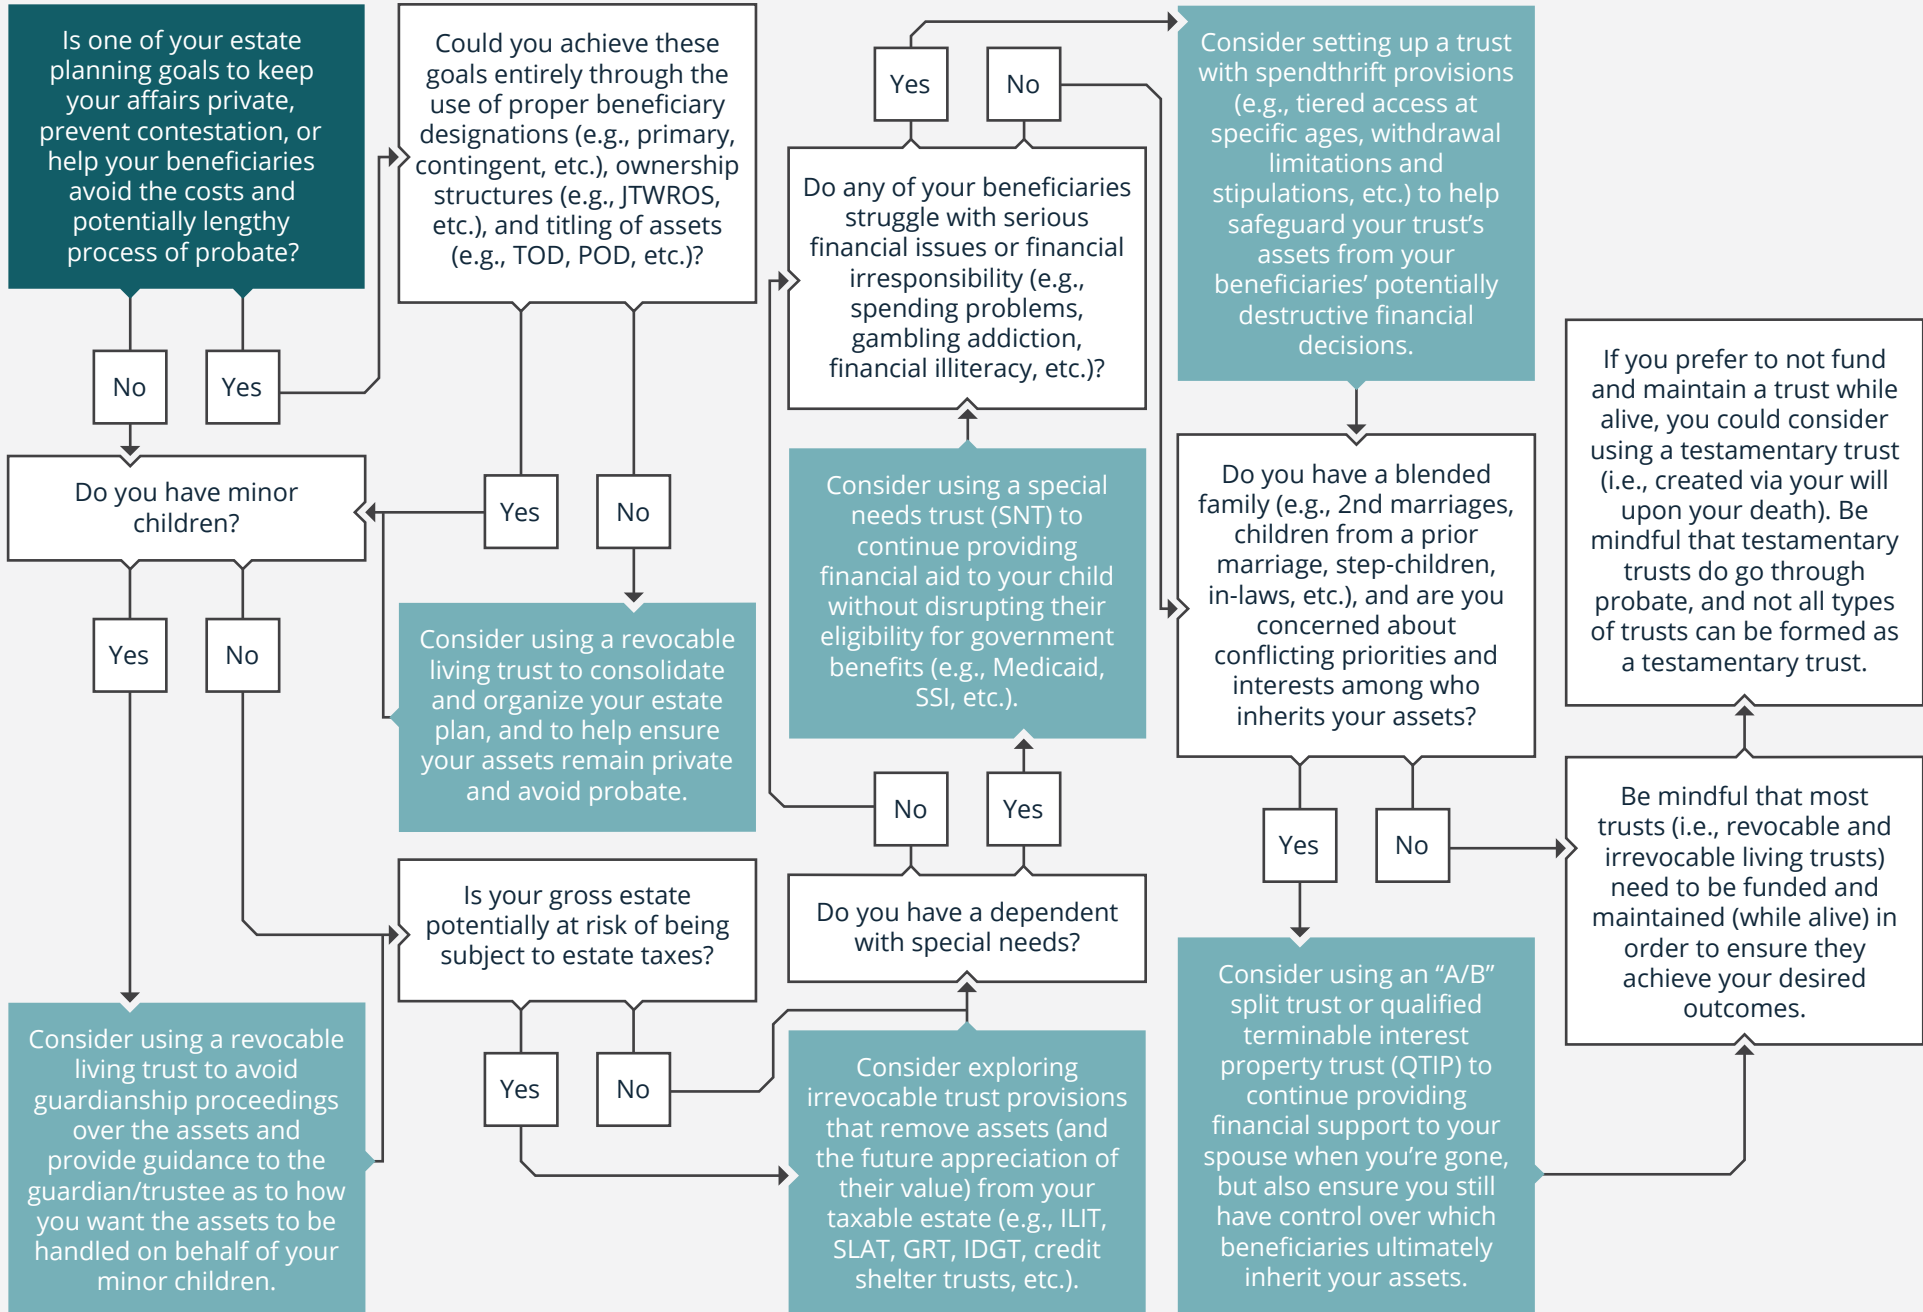 Is one of your estate
planning goals to keep
your affairs private,
prevent contestation, or
help your beneficiaries
avoid the costs and
potentially lengthy
process of probate?
No
Yes
Could you achieve these
goals entirely through the
use of proper beneficiary
designations (e.g., primary,
contingent, etc.), ownership
structures (e.g., JTWROS,
etc.), and titling of assets
(e.g., TOD, POD, etc.)?
Yes
No
Do you have minor
children?
Yes
No
Consider using a revocable
living trust to consolidate
and organize your estate
plan, and to help ensure
your assets remain private
and avoid probate.
Consider using a revocable
living trust to avoid
guardianship proceedings
over the assets and
provide guidance to the
guardian/trustee as to how
you want the assets to be
handled on behalf of your
minor children.
Is your gross estate
potentially at risk of being
subject to estate taxes?
Yes
No
Consider exploring
irrevocable trust provisions
that remove assets (and
the future appreciation of
their value) from your
taxable estate (e.g., ILIT,
SLAT, GRT, IDGT, credit
shelter trusts, etc.).
Do you have a dependent
with special needs?
No
Yes
Consider using a special
needs trust (SNT) to
continue providing
financial aid to your child
without disrupting their
eligibility for government
benefits (e.g., Medicaid,
SSI, etc.).
Do any of your beneficiaries
struggle with serious
financial issues or financial
irresponsibility (e.g.,
spending problems,
gambling addiction,
financial illiteracy, etc.)?
Yes
No
Consider setting up a trust
with spendthrift provisions
(e.g., tiered access at
specific ages, withdrawal
limitations and
stipulations, etc.) to help
safeguard your trust's
assets from your
beneficiaries' potentially
destructive financial
decisions.
Do you have a blended
family (e.g., 2nd marriages,
children from a prior
marriage, step-children,
in-laws, etc.), and are you
concerned about
conflicting priorities and
interests among who
inherits your assets?
Yes
No
Consider using an “A/B”
split trust or qualified
terminable interest
property trust (QTIP) to
continue providing
financial support to your
spouse when you're gone,
but also ensure you still
have control over which
beneficiaries ultimately
inherit your assets.
Be mindful that most
trusts (i.e., revocable and
irrevocable living trusts)
need to be funded and
maintained (while alive) in
order to ensure they
achieve your desired
outcomes.
If you prefer to not fund
and maintain a trust while
alive, you could consider
using a testamentary trust
(i.e., created via your will
upon your death). Be
mindful that testamentary
trusts do go through
probate, and not all types
of trusts can be formed as
a testamentary trust.